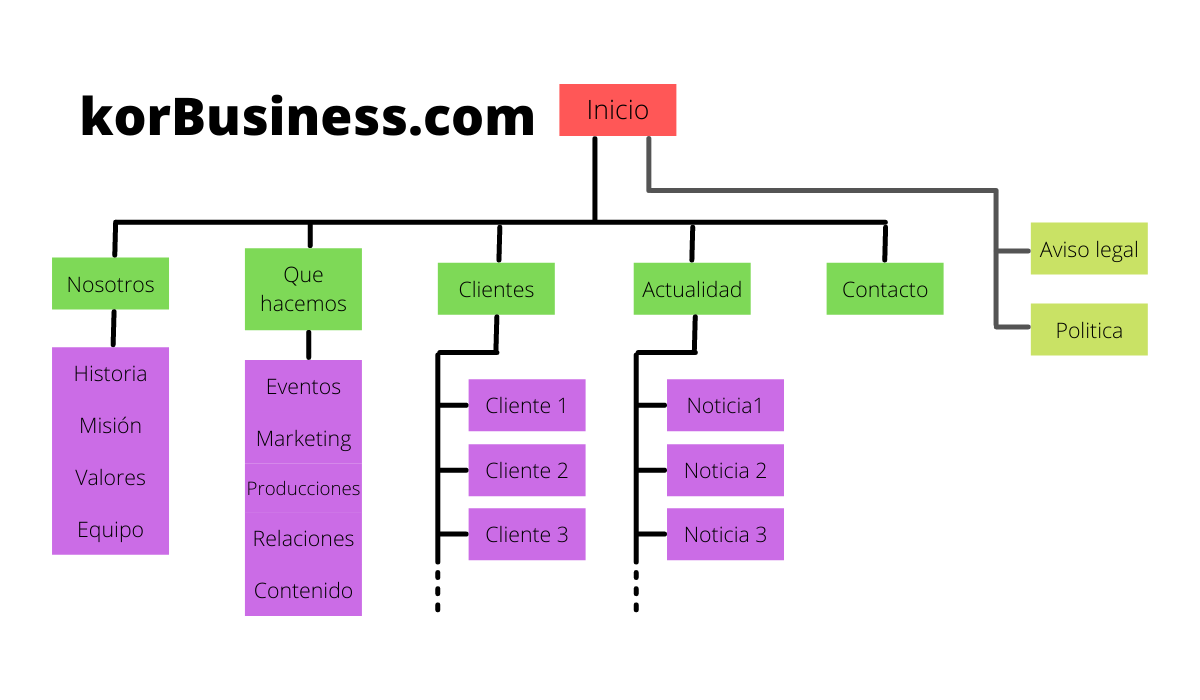 korBusiness.com
Inicio
Aviso legal
Politica
Nosotros
Historia
Misión
Valores
Equipo
Que
hacemos
Eventos
Marketing
Producciones
Relaciones
Contenido
Clientes
Cliente 1
Cliente 2
Cliente 3
Actualidad
Noticia1
Noticia 2
Noticia 3
Contacto